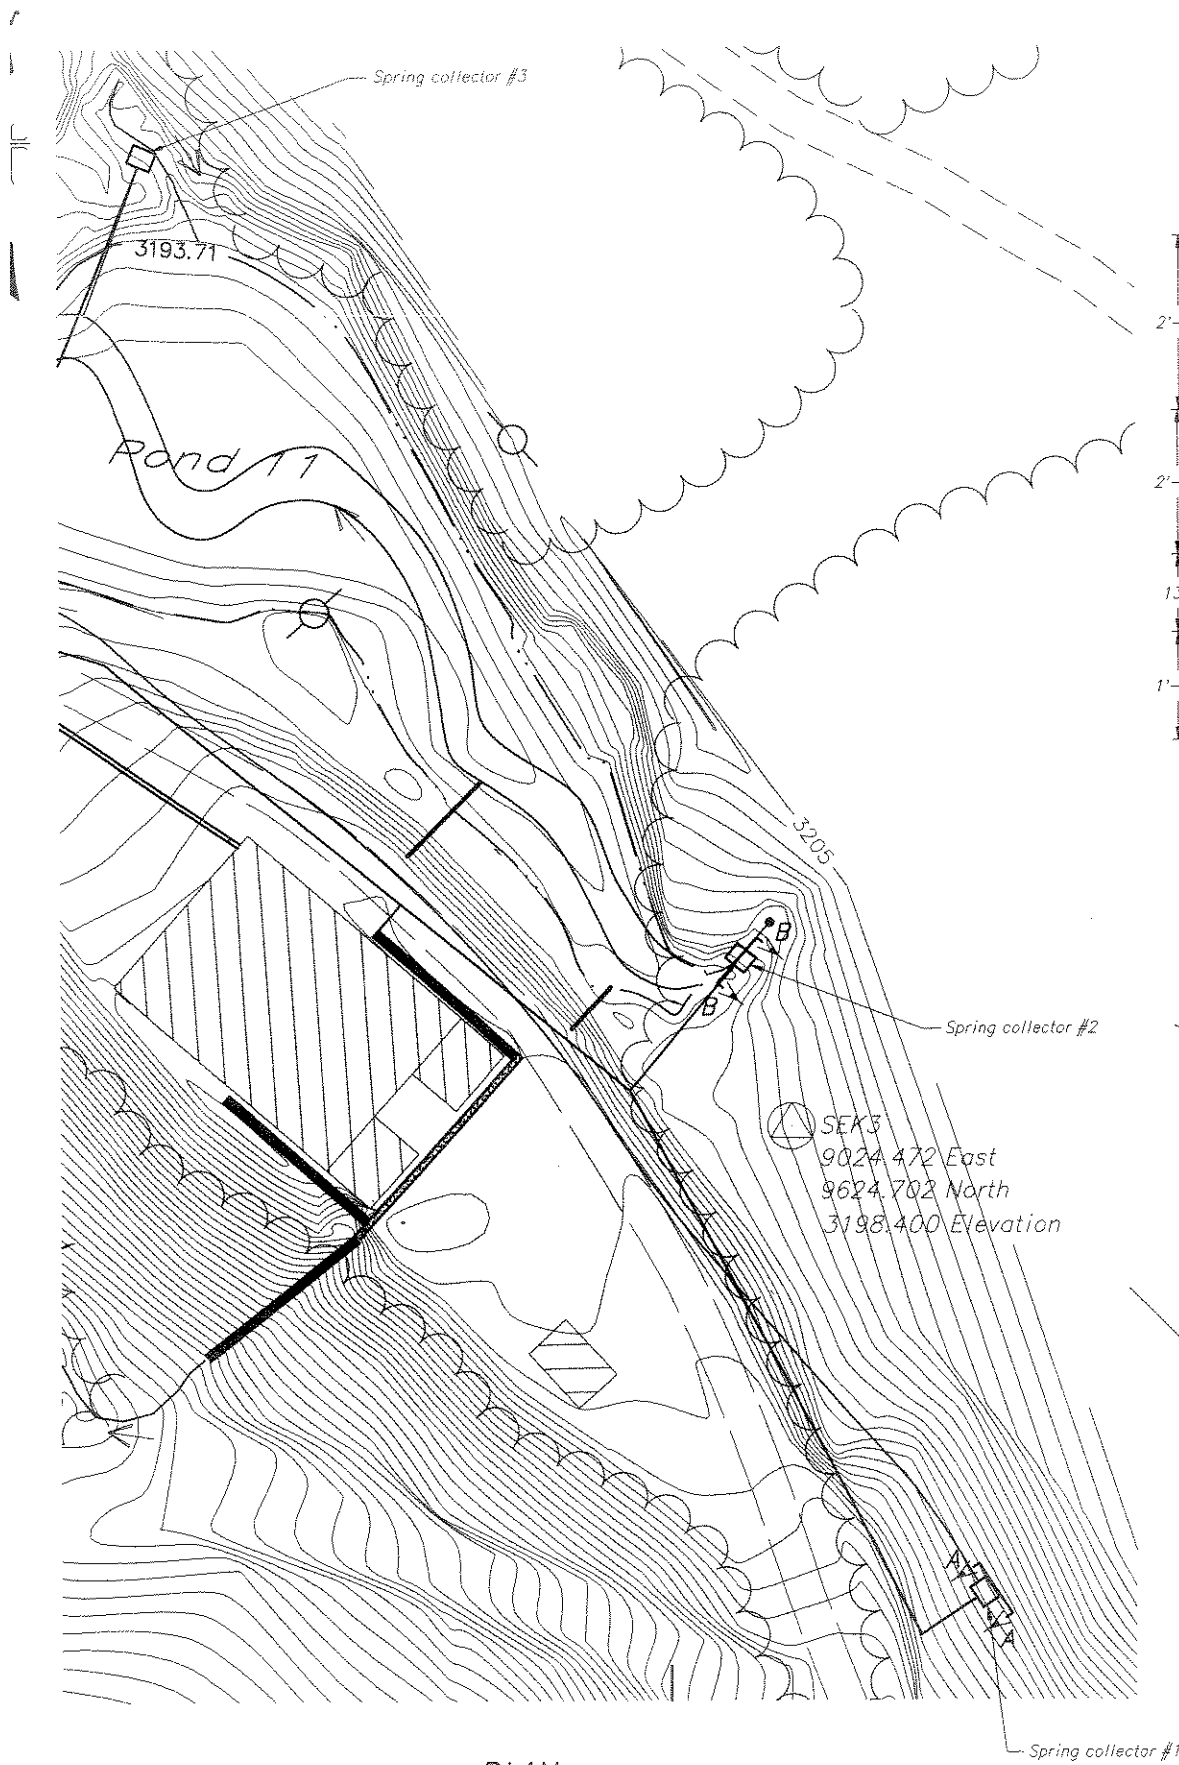 Spring collector #3
3193.71
2'
Pond 11
2'
13
1'
3205
B
B
Spring collector #2
SEK3
9024.472 East
9624.702 North
3198.400 Elevation
A
A
Spring collector #1